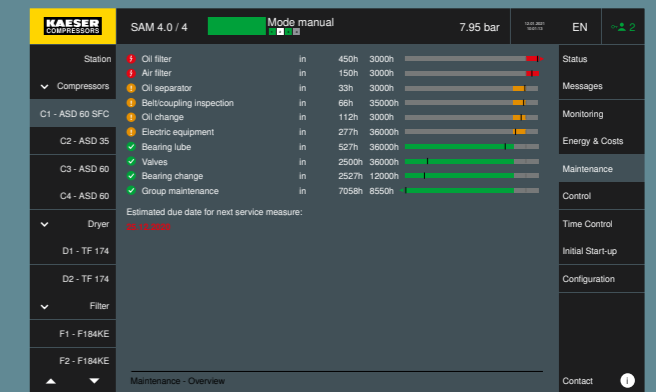 KAESER
COMPRESSORS
SAM 4.0 / 4
Mode manual
7.95 bar
EN
2
Station
Compressors
C1 - ASD 60 SFC
C2 - ASD 35
C3 - ASD 60
C4 - ASD 60
Dryer
D1 - TF 174
D2 - TF 174
Filter
F1 - F184KE
F2 - F184KE
Oil filter in 450h 3000h
Air filter in 150h 3000h
Oil separator in 33h 3000h
Belt/coupling inspection in 66h 35000h
Oil change in 112h 3000h
Electric equipment in 277h 36000h
Bearing lube in 527h 36000h
Valves in 2500h 36000h
Bearing change in 2527h 12000h
Group maintenance in 7058h 8550h
Estimated due date for next service measure:
Maintenance - Overview
Status
Messages
Monitoring
Energy & Costs
Maintenance
Control
Time Control
Initial Start-up
Configuration
Contact i